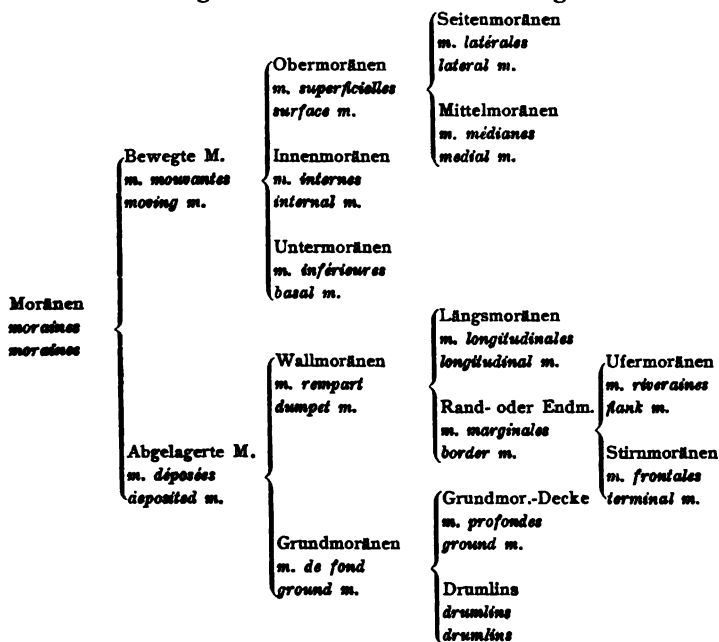 Moränen
moraines
moraines
Bewegte M.
m. mouvantes
moving m.
Obermoränen
m. superficielles
surface m.
Seitenmoränen
m. latérales
lateral m.
Mittelmoränen
m. médianes
medial m.
Innenmoränen
m. internes
internal m.
Untermoränen
m. inférieures
basal m.
Abgelagerte M.
m. déposées
deposited m.
Wallmoränen
m. rempart
dumpet m.
Längsmoränen
m. longitudinales
longitudinal m.
Rand- oder Endm.
m. marginales
border m.
Ufermoränen
m. riveraines
flank m.
Stirnmoränen
m. frontales
terminal m.
Grundmoränen
m. de fond
ground m.
Grundmor.-Decke
m. profondes
ground m.
Drumlins
drumlins
drumlins